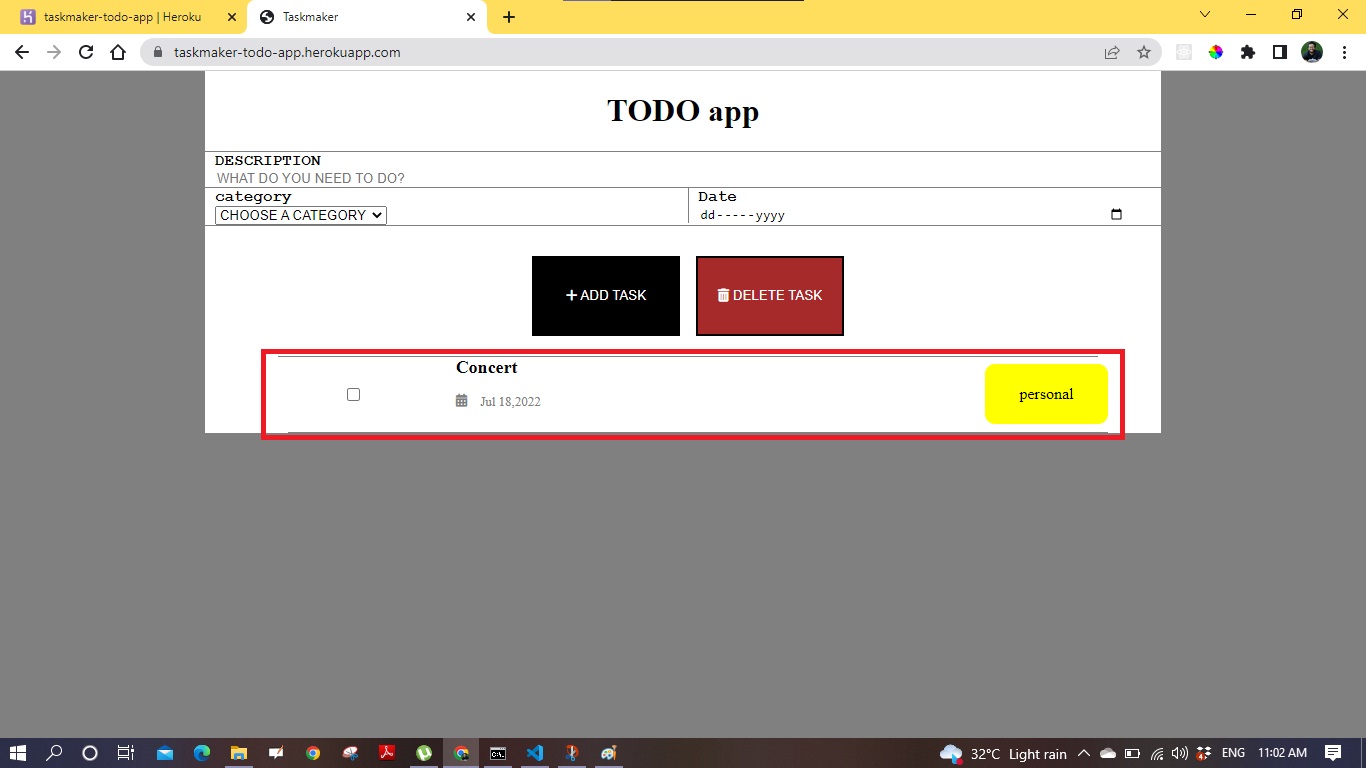 taskmaker-todo-app | Heroku
Taskmaker
taskmaker-todo-app.herokuapp.com
TODO app
DESCRIPTION
WHAT DO YOU NEED TO DO?
category
Date
CHOOSE A CATEGORY
dd-----yyyy
ADD TASK
DELETE TASK
Concert
Jul 18,2022
personal
32°C Light rain
ENG
11:02 AM